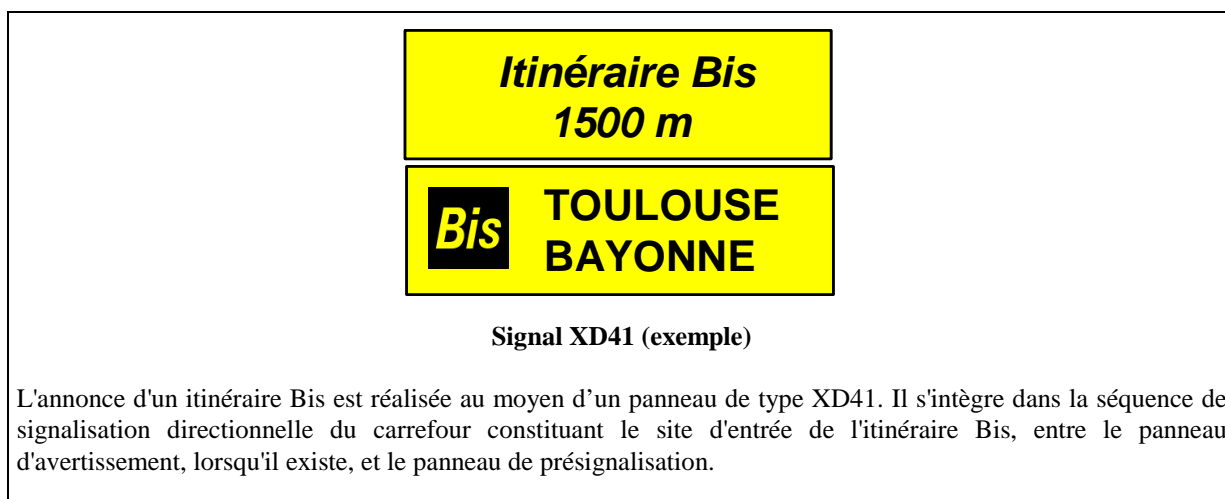 Itinéraire Bis
1500 m
Bis TOULOUSE
BAYONNE
Signal XD41 (exemple)
L'annonce d'un itinéraire Bis est réalisée au moyen d’un panneau de type XD41. Il s'intègre dans la séquence de
signalisation directionnelle du carrefour constituant le site d'entrée de l'itinéraire Bis, entre le panneau
d'avertissement, lorsqu'il existe, et le panneau de présignalisation.